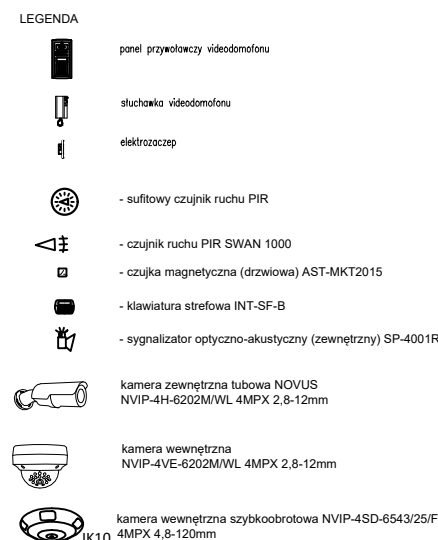 LEGENDA
panel przywoławczy videodomofonu
słuchawka videodomofonu
elektrozaczep
- sufitowy czujnik ruchu PIR
- czujnik ruchu PIR SWAN 1000
- czujka magnetyczna (drzwiowa) AST-MKT2015
- klawiatura strefowa INT-SF-B
- sygnalizator optyczno-akustyczny (zewnętrzny) SP-4001R
kamera zewnętrzna tubowa NOVUS
NVIP-4H-6202M/WL 4MPX 2,8-12mm
kamera wewnętrzna
NVIP-4VE-6202M/WL 4MPX 2,8-12mm
kamera wewnętrzna szybkoobrotowa NVIP-4SD-6543/25/F
IK10 4MPX 4,8-120mm